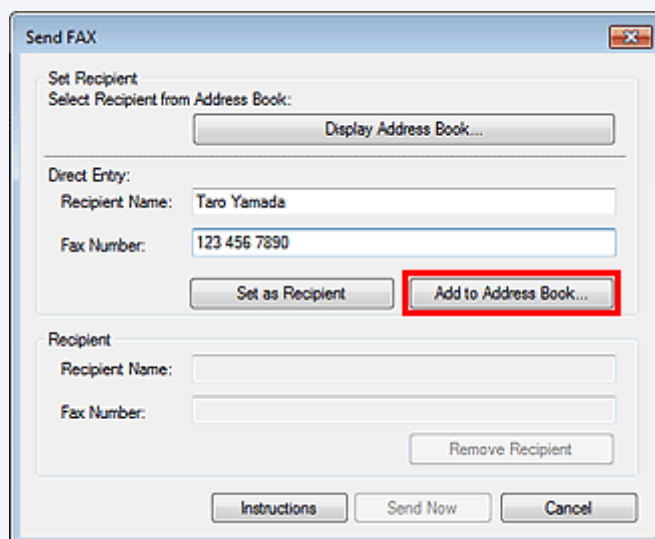 Send FAX
Set Recipient
Select Recipient from Address Book:
Display Address Book...
Direct Entry:
Recipient Name: Taro Yamada
Fax Number: 123 456 7890
Set as Recipient Add to Address Book...
Recipient
Recipient Name:
Fax Number:
Remove Recipient
Instructions Send Now Cancel